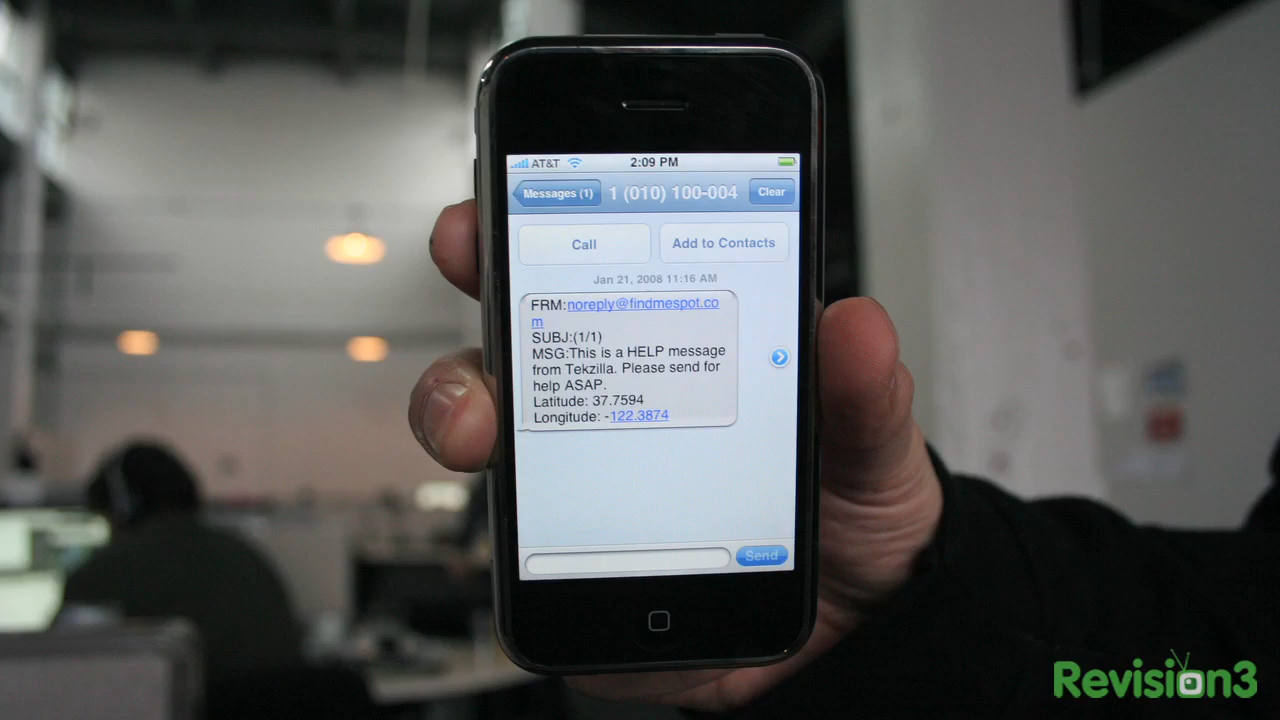 AT&T 2:09 PM
Messages (1) 1 (010) 100-004 Clear
Call Add to Contacts
Jan 21, 2008 11:16 AM
FRM:noreply@findmespot.co
m
SUBJ:(1/1)
MSG:This is a HELP message
from Tekzilla. Please send for
help ASAP.
Latitude: 37.7594
Longitude: -122.3874
Send
Revision3